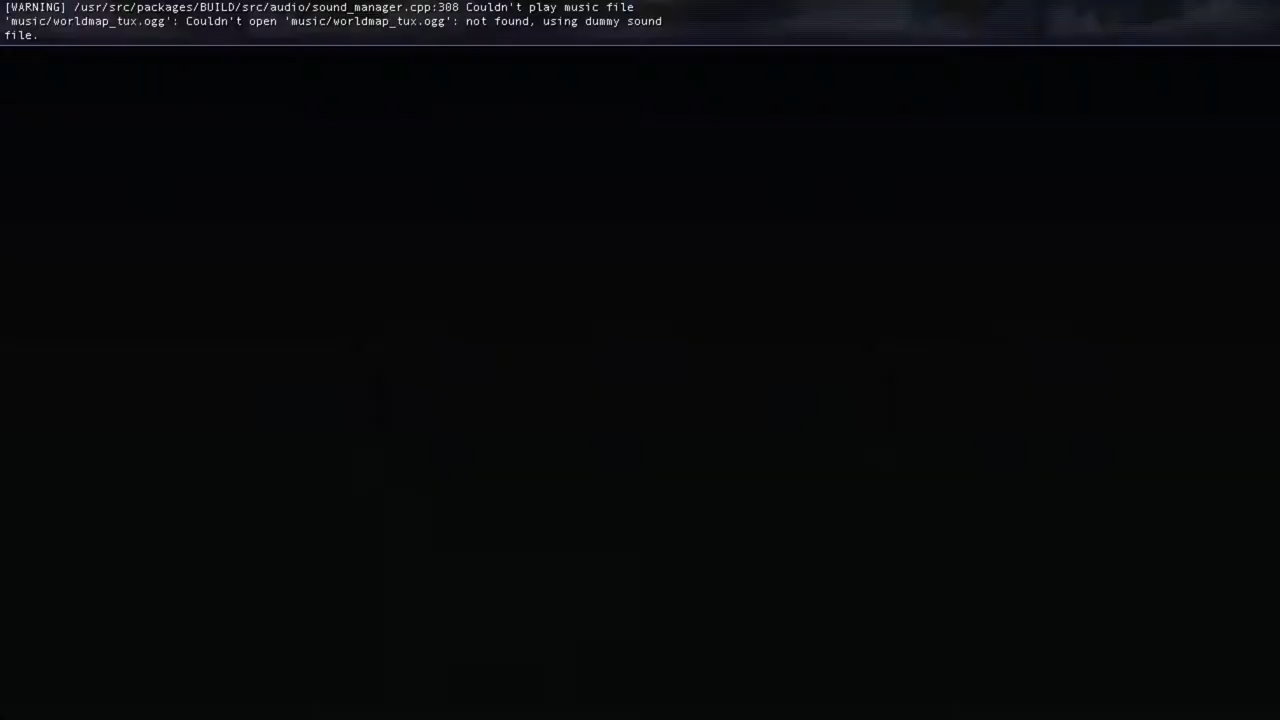 [WARNING] /usr/src/packages/BUILD/src/audio/sound_manager.cpp:308 Couldn't play music file
'music/worldmap_tux.ogg': Couldn't open 'music/worldmap_tux.ogg': not found, using dummy sound
file.